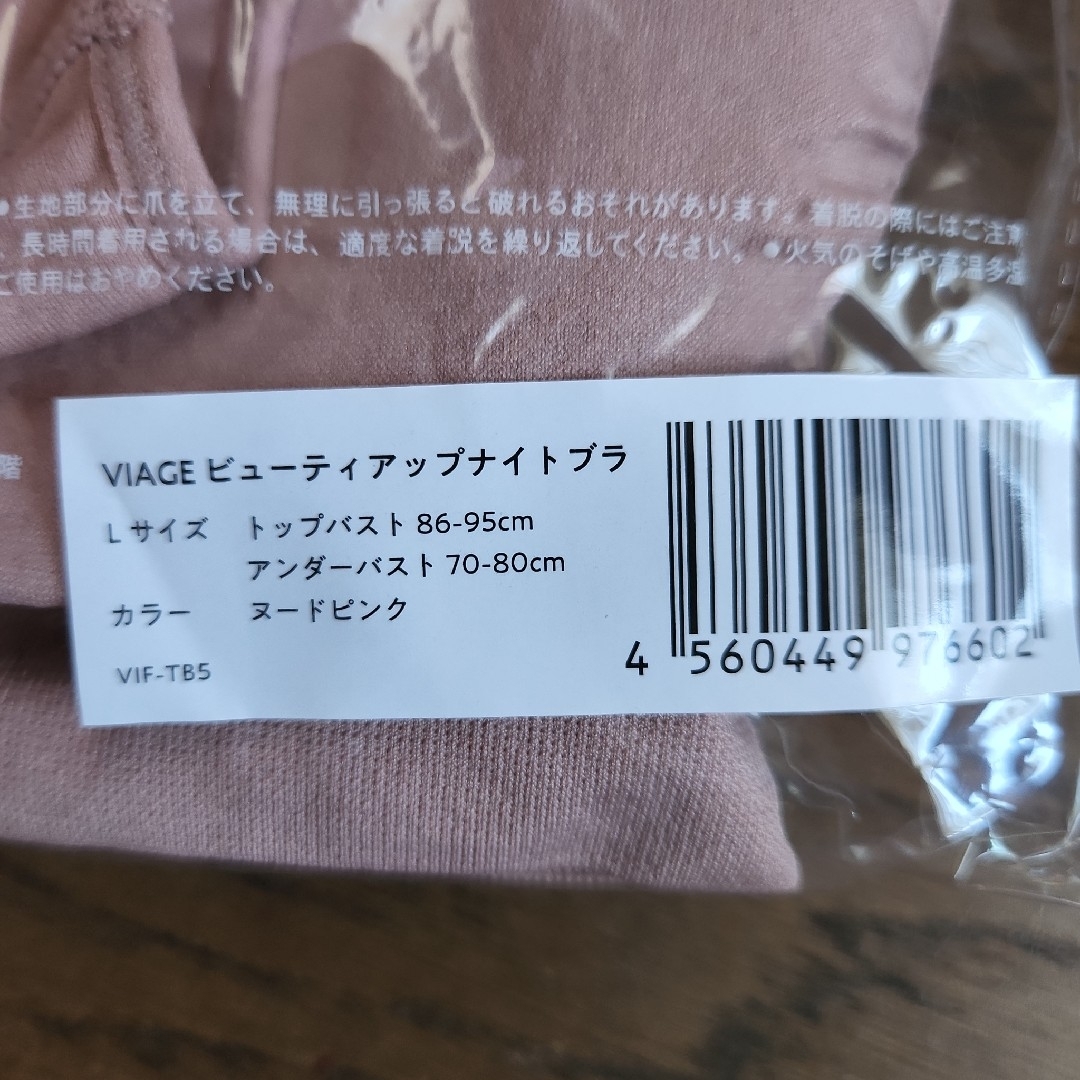 ●生地部分に爪を立て、無理に引っ張ると破れるおそれがあります。着脱の際にはご注意
、長時間着用される場合は、適度な着脱を繰り返してください。●火気のそばや高温多湿
ご使用はおやめください。
階
VIAGE ビューティアップナイトブラ
Lサイズ トップバスト 86-95cm
アンダーバスト 70-80cm
カラー ヌードピンク
VIF-TB5
4 560449 976602